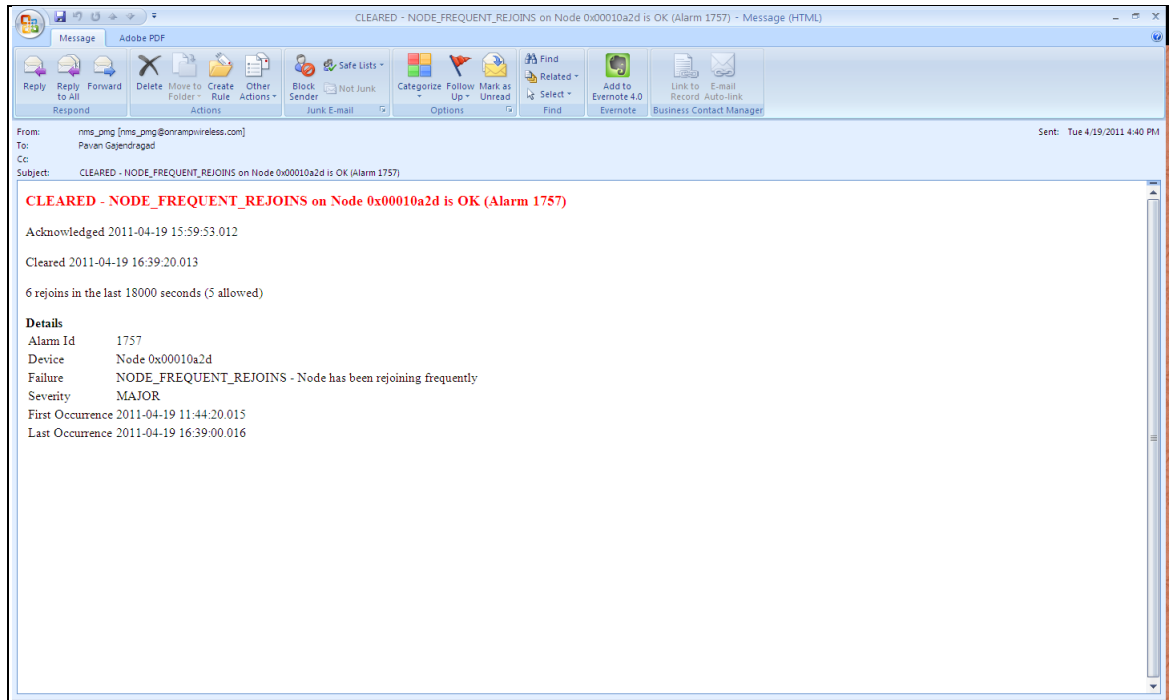 CLEARED - NODE_FREQUENT_REJOINS on Node 0x00010a2d is OK (Alarm 1757) - Message (HTML)
Message Adobe PDF
Reply Reply to All Forward
Respond
Delete Move to Folder Create Rule Other Actions
Actions
Block Sender Safe Lists Not Junk
Junk E-mail
Categorize Follow Up Mark as Unread
Options
Find Related Select
Find
Add to Evernote 4.0
Evernote
Link to Record E-mail Auto-link
Business Contact Manager
From: nms_pmg [nms_pmg@onrampwireless.com] Sent: Tue 4/19/2011 4:40 PM
To: Pavan Gajendragad
Cc:
Subject: CLEARED - NODE_FREQUENT_REJOINS on Node 0x00010a2d is OK (Alarm 1757)
CLEARED - NODE_FREQUENT_REJOINS on Node 0x00010a2d is OK (Alarm 1757)
Acknowledged 2011-04-19 15:59:53.012
Cleared 2011-04-19 16:39:20.013
6 rejoins in the last 18000 seconds (5 allowed)
Details
Alarm Id 1757
Device Node 0x00010a2d
Failure NODE_FREQUENT_REJOINS - Node has been rejoining frequently
Severity MAJOR
First Occurrence 2011-04-19 11:44:20.015
Last Occurrence 2011-04-19 16:39:00.016